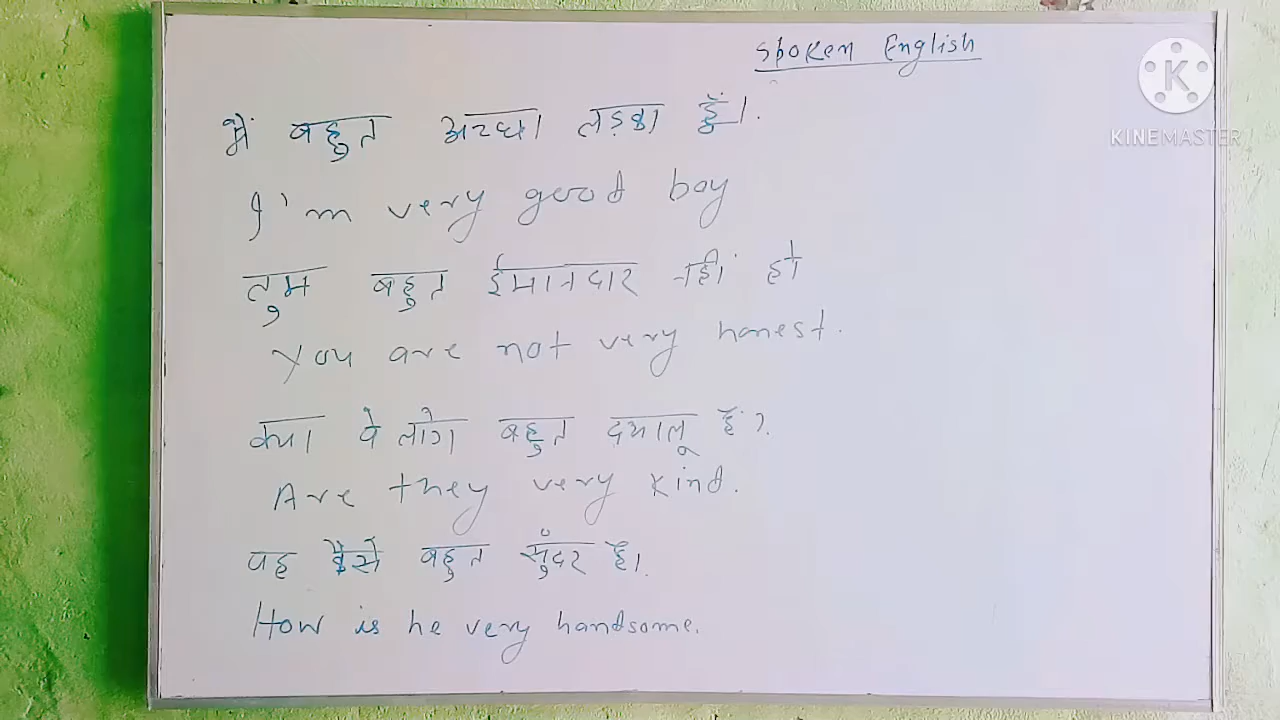 Spoken English
KINEMASTER
मैं बहुत अच्छा लड़का हूँ।.
I'm very good boy
तुम बहुत ईमानदार नहीं हो
You are not very honest.
क्या वे लोग बहुत दयालू हैं?
Are they very kind.
वह कैसे बहुत सुंदर है।
How is he very handsome.